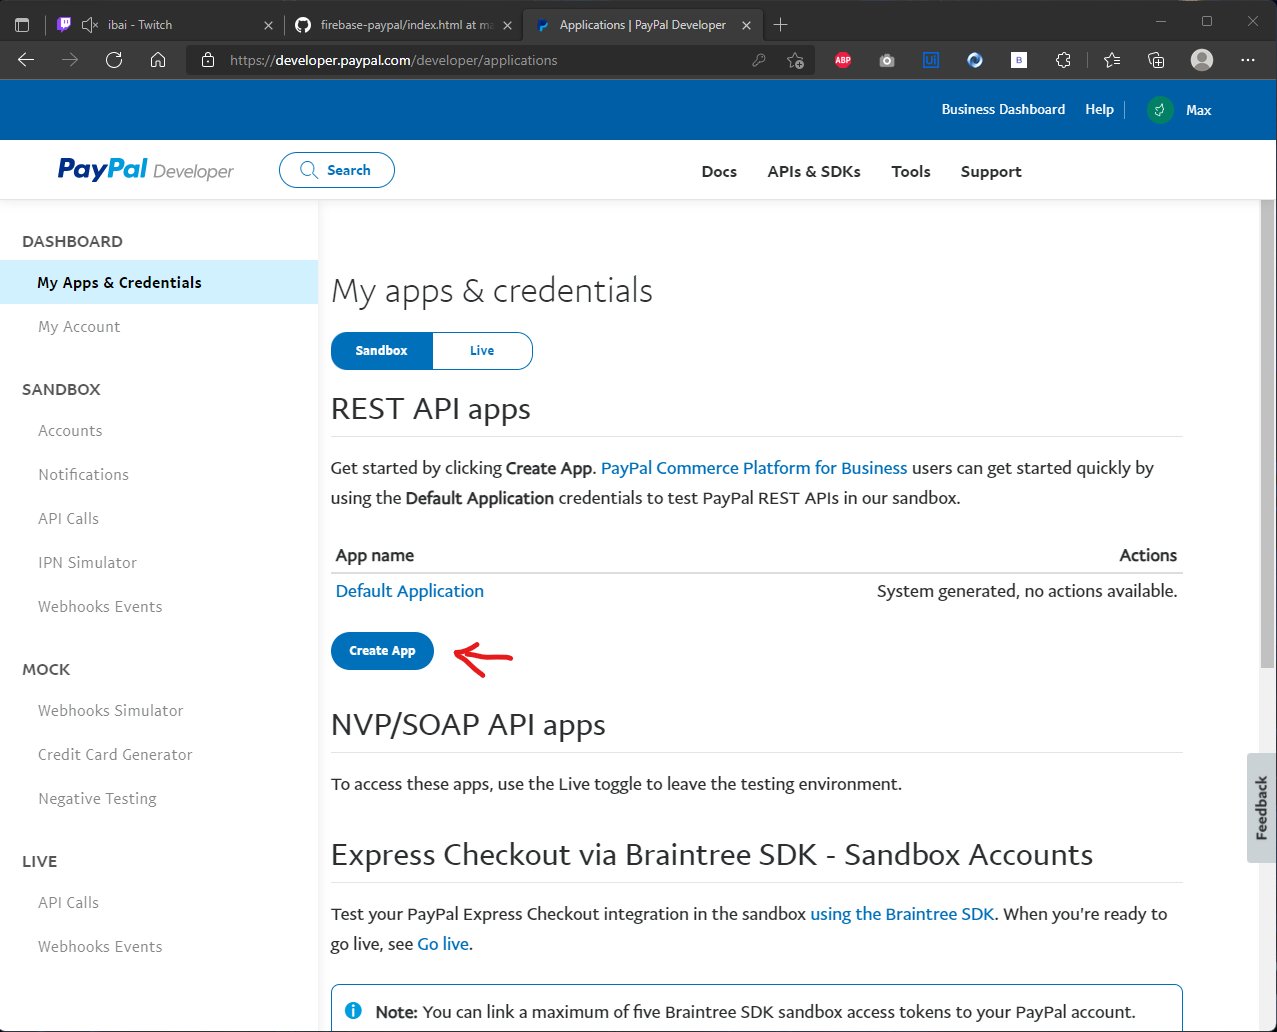 ibai - Twitch
firebase-paypal/index.html at ma
Applications | PayPal Developer
https://developer.paypal.com/developer/applications
ABP
UI
B
Business Dashboard
Help
Max
PayPal Developer
Search
Docs
APIs & SDKs
Tools
Support
DASHBOARD
My Apps & Credentials
My Account
SANDBOX
Accounts
Notifications
API Calls
IPN Simulator
Webhooks Events
MOCK
Webhooks Simulator
Credit Card Generator
Negative Testing
LIVE
API Calls
Webhooks Events
My apps & credentials
Sandbox
Live
REST API apps
Get started by clicking Create App. PayPal Commerce Platform for Business users can get started quickly by
using the Default Application credentials to test PayPal REST APIs in our sandbox.
App name
Actions
Default Application
System generated, no actions available.
Create App
NVP/SOAP API apps
To access these apps, use the Live toggle to leave the testing environment.
Express Checkout via Braintree SDK - Sandbox Accounts
Test your PayPal Express Checkout integration in the sandbox using the Braintree SDK. When you're ready to
go live, see Go live.
Note: You can link a maximum of five Braintree SDK sandbox access tokens to your PayPal account.
Feedback